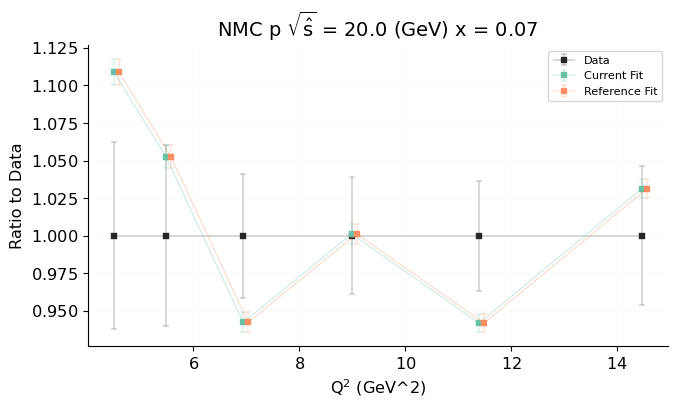 NMC p √ŝ = 20.0 (GeV) x = 0.07
Data
Current Fit
Reference Fit
Ratio to Data
1.125
1.100
1.075
1.050
1.025
1.000
0.975
0.950
6 8 10 12 14
Q² (GeV^2)